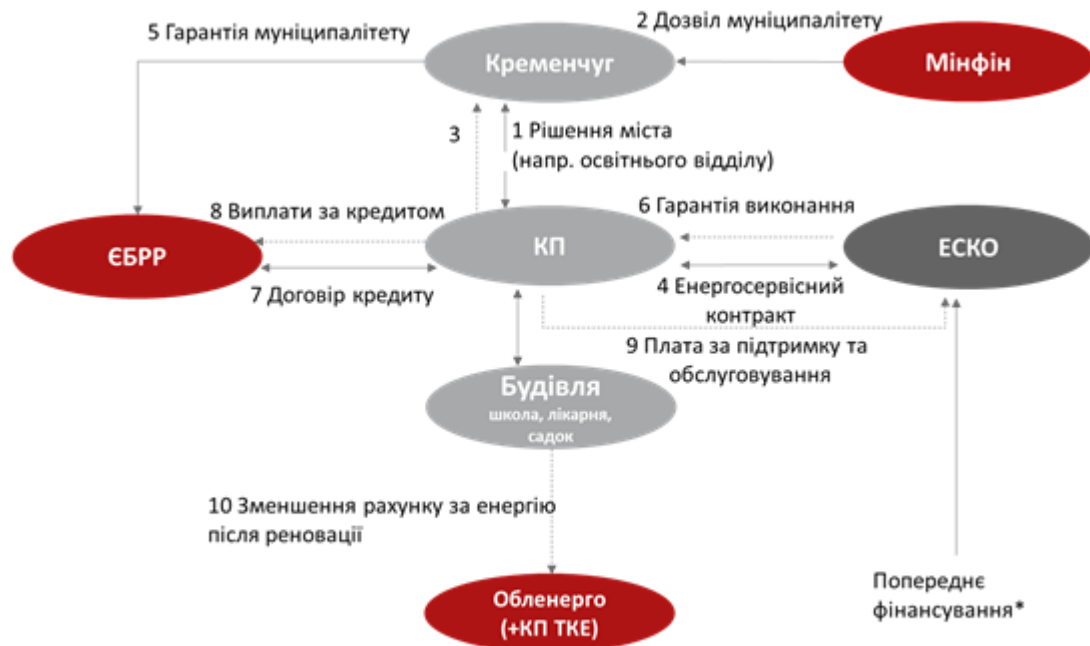 5 Гарантія муніципалітету
2 Дозвіл муніципалітету
Кременчуг
Мінфін
3
1 Рішення міста
(напр. освітнього відділу)
8 Виплати за кредитом
6 Гарантія виконання
ЄБРР
КП
ЕСКО
7 Договір кредиту
4 Енергосервісний
контракт
9 Плата за підтримку та
обслуговування
Будівля
школа, лікарня,
садок
10 Зменшення рахунку за енергію
після реновації
Попереднє
фінансування*
Обленерго
(+КП ТКЕ)